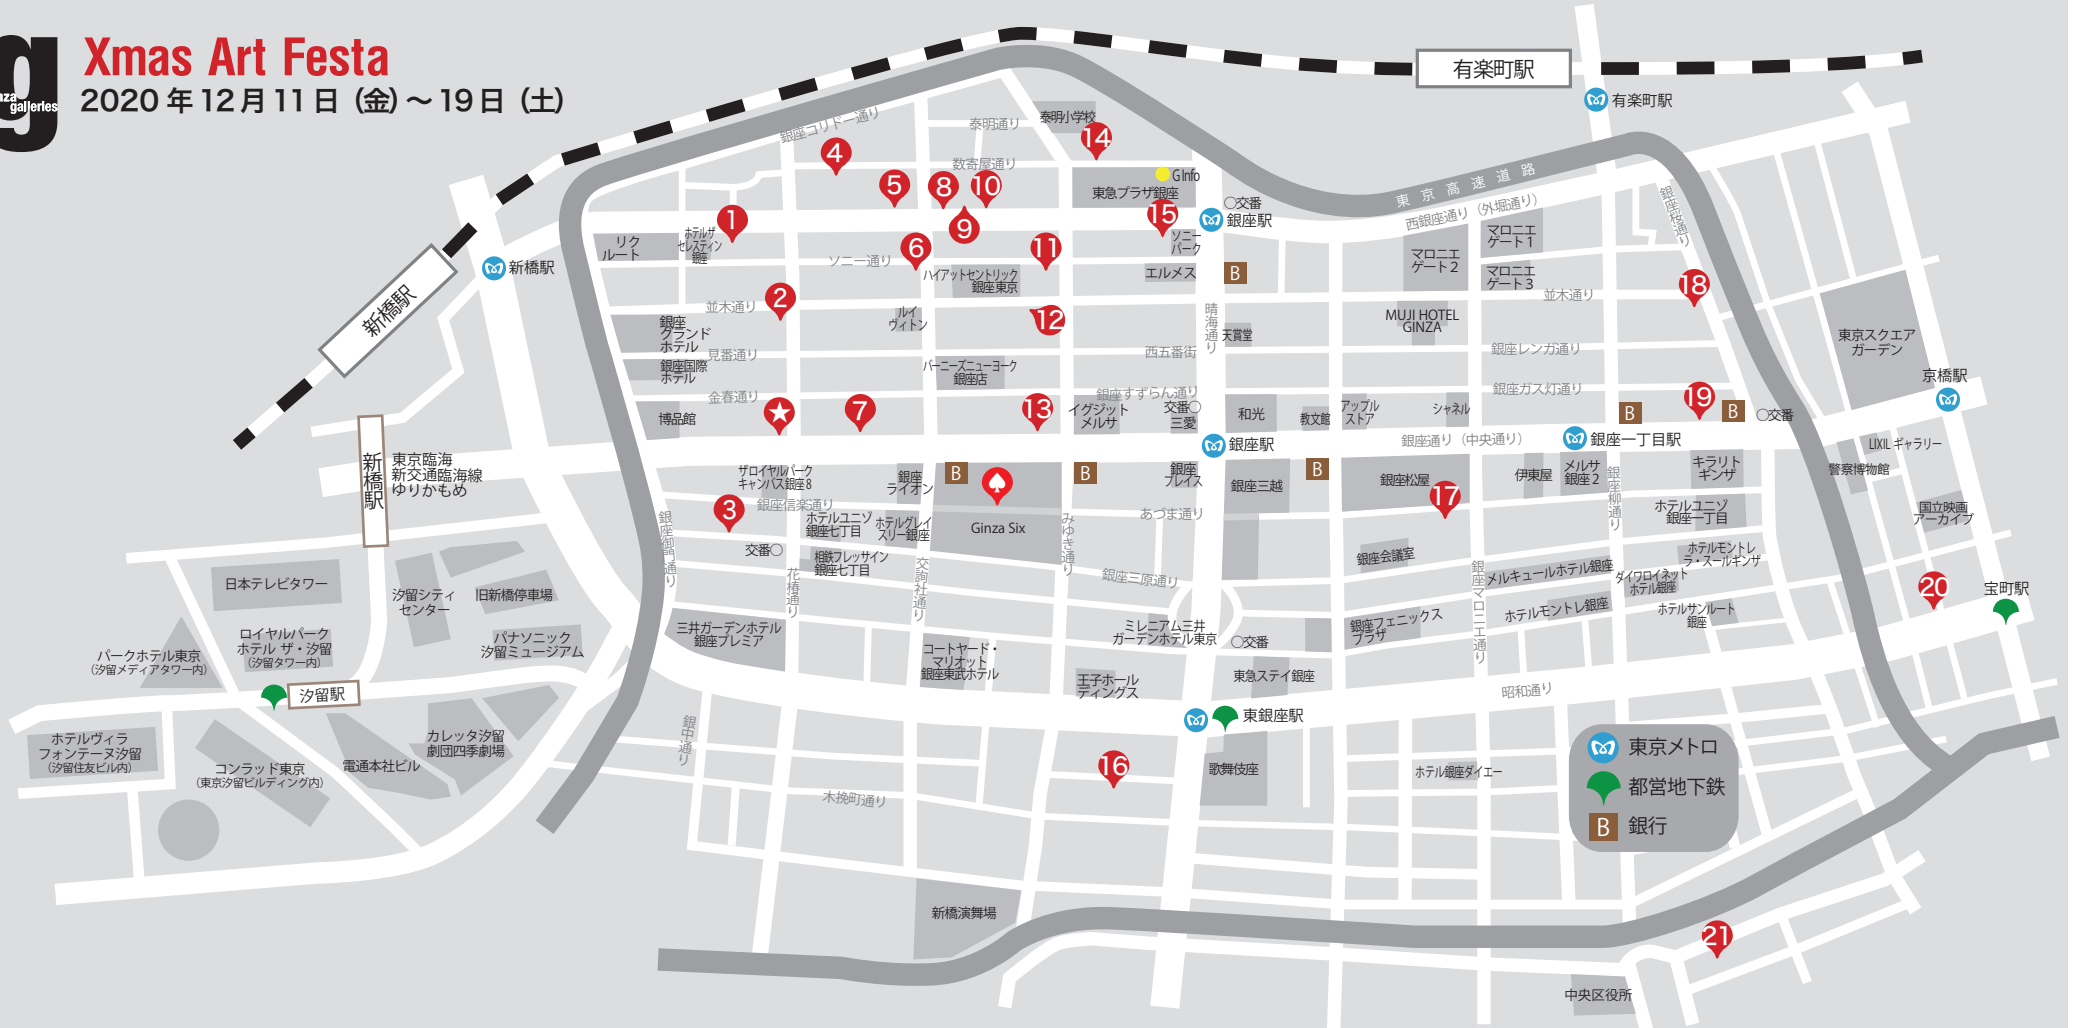 g
nza
galleries
Xmas Art Festa
2020年12月11日（金）～19日（土）
有楽町駅
有楽町駅
銀座コリドー通り
泰明通り
泰明小学校
14
4
数寄屋通り
5
8
10
G Info
東急プラザ銀座
東京高速道路
西銀座通り（外堀通り）
銀座桜通り
1
9
15
○交番
銀座駅
リク
ルート
ホテルザ
セレスティン
銀座
6
11
ソニー
パーク
マロニエ
ゲート1
マロニエ
ゲート2
マロニエ
ゲート3
新橋駅
新橋駅
ソニー通り
ハイアットセントリック
銀座東京
エルメス
B
2
並木通り
並木通り
18
銀座
グランド
ホテル
ルイ
ヴィトン
12
晴海通り
天賞堂
MUJI HOTEL
GINZA
東京スクエア
ガーデン
見番通り
西五番街
銀座レンガ通り
銀座国際
ホテル
バーニーズニューヨーク
銀座店
京橋駅
金春通り
銀座すずらん通り
銀座ガス灯通り
19
博品館
★
7
13
イグジット
メルサ
交番○
三愛
和光
教文館
アップル
ストア
シャネル
B
B
○交番
銀座駅
銀座通り（中央通り）
銀座一丁目駅
LIXIL ギャラリー
新橋駅
東京臨海
新交通臨海線
ゆりかもめ
ザロイヤルパーク
キャンバス銀座8
銀座
ライオン
B
B
銀座
プレイス
B
銀座三越
銀座松屋
17
伊東屋
メルサ
銀座2
銀座柳通り
キラリト
ギンザ
警察博物館
3
銀座信楽通り
Ginza Six
あづま通り
ホテルユニゾ
銀座一丁目
国立映画
アーカイブ
銀座御門通り
ホテルユニゾ
銀座七丁目
ホテルグレイ
スリー銀座
みゆき通り
交番○
相鉄フレッサイン
銀座七丁目
銀座会議室
ホテルモントレ
ラ・スールギンザ
花椿通り
交詢社通り
銀座三原通り
銀座マロニエ通り
メルキュールホテル銀座
ダイワロイネット
ホテル銀座
20
宝町駅
日本テレビタワー
汐留シティ
センター
旧新橋停車場
ホテルモントレ銀座
ホテルサンルート
銀座
ロイヤルパーク
ホテル ザ・汐留
（汐留タワー内）
パナソニック
汐留ミュージアム
三井ガーデンホテル
銀座プレミア
ミレニアム三井
ガーデンホテル東京
○交番
銀座フェニックス
プラザ
パークホテル東京
（汐留メディアタワー内）
コートヤード・
マリオット
銀座東武ホテル
王子ホール
ディングス
東急ステイ銀座
汐留駅
昭和通り
銀中通り
東銀座駅
ホテルヴィラ
フォンテーヌ汐留
（汐留住友ビル内）
カレッタ汐留
劇団四季劇場
コンラッド東京
（東京汐留ビルディング内）
電通本社ビル
16
歌舞伎座
ホテル銀座ダイエー
木挽町通り
東京メトロ
都営地下鉄
B 銀行
新橋演舞場
21
中央区役所